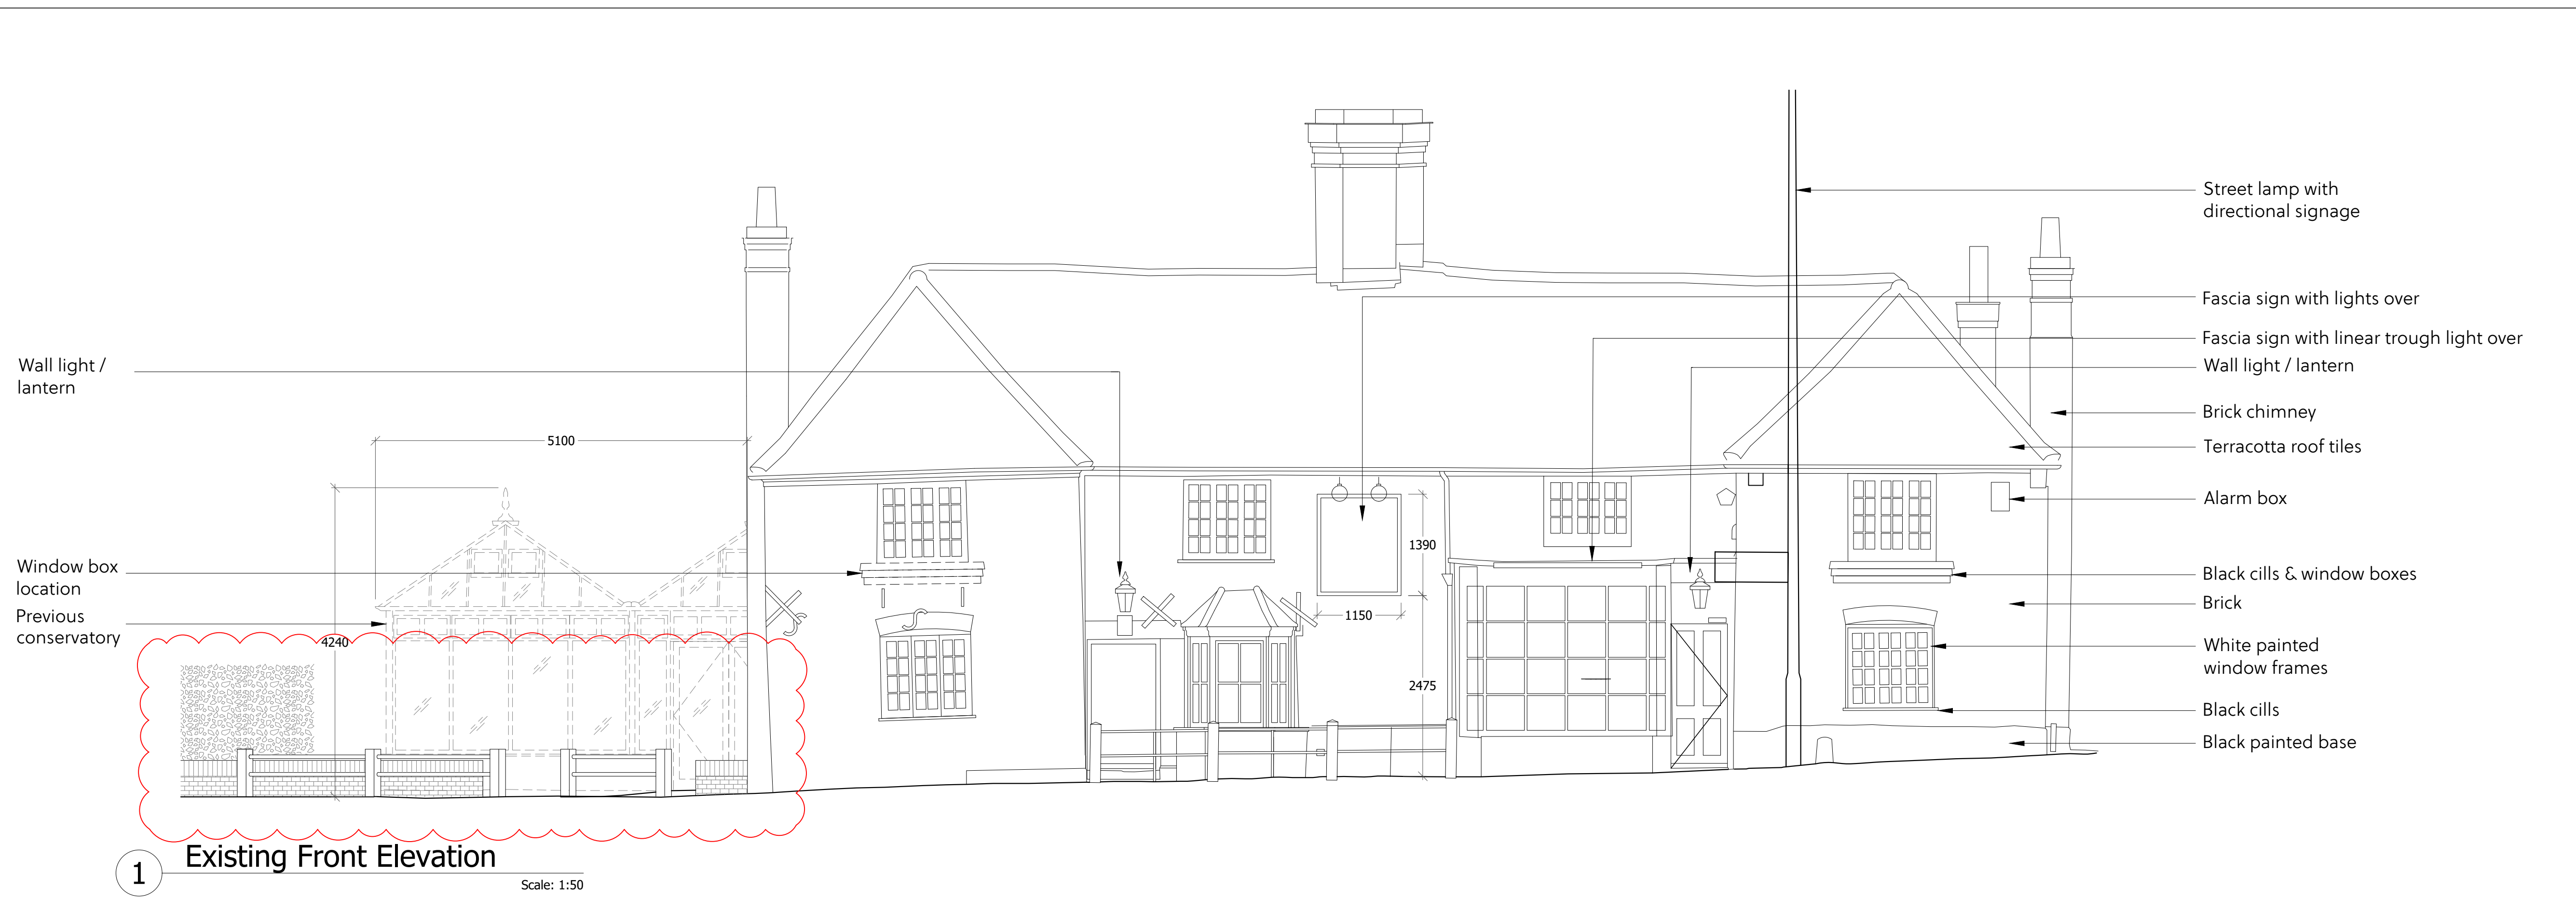 Street lamp with
directional signage
Fascia sign with lights over
Fascia sign with linear trough light over
Wall light /
lantern
Wall light / lantern
Brick chimney
5100
Terracotta roof tiles
Alarm box
1390
Window box
location
Black cills & window boxes
Brick
Previous
conservatory
1150
4240
White painted
window frames
2475
Black cills
Black painted base
1
Existing Front Elevation
Scale: 1:50